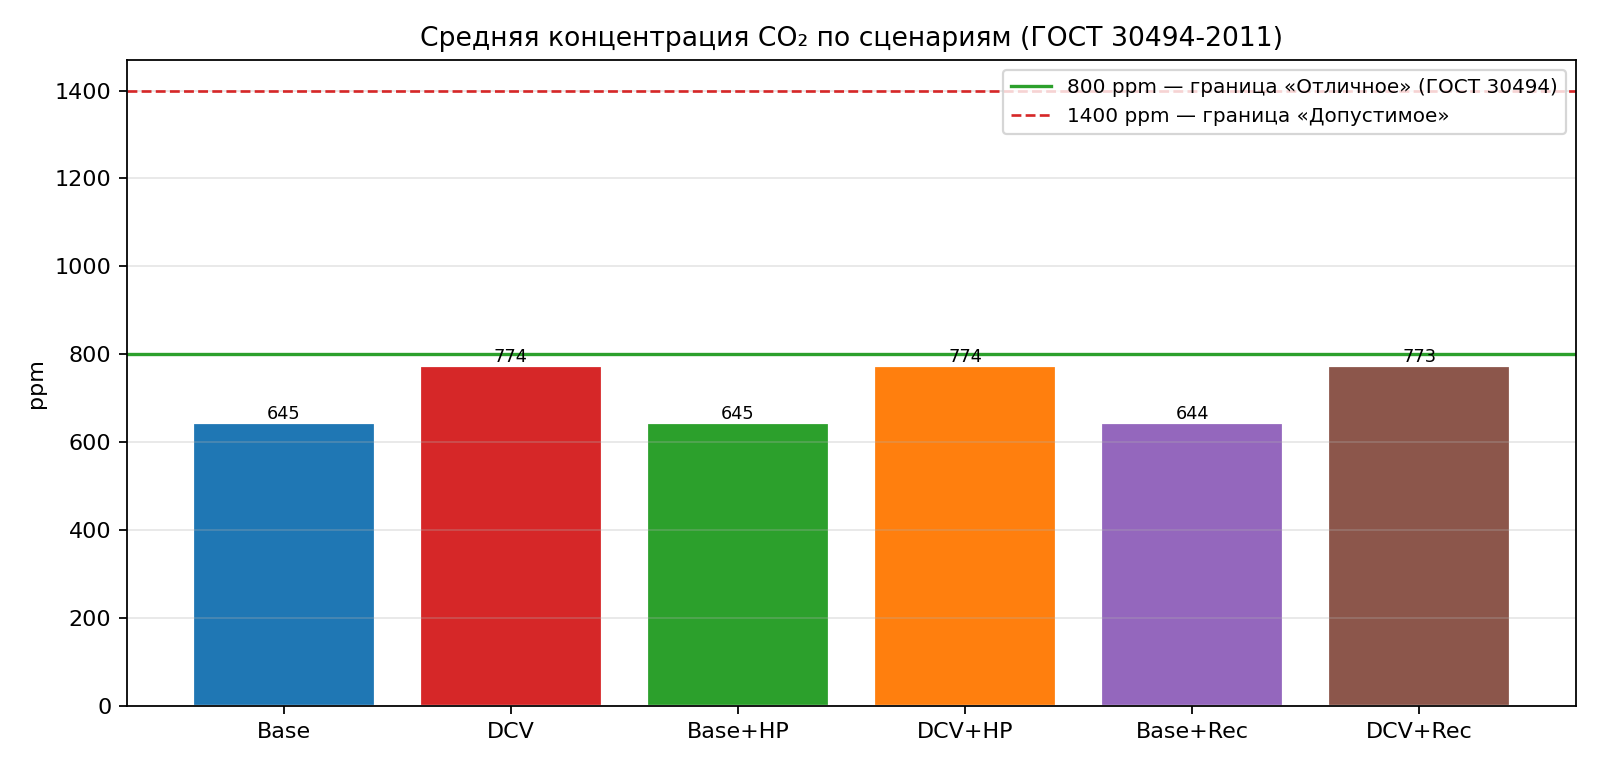 Средняя концентрация CO₂ по сценариям (ГОСТ 30494-2011)
800 ppm — граница «Отличное» (ГОСТ 30494)
1400 ppm — граница «Допустимое»
ppm
1400
1200
1000
800
600
400
200
0
645
774
645
774
644
773
Base
DCV
Base+HP
DCV+HP
Base+Rec
DCV+Rec